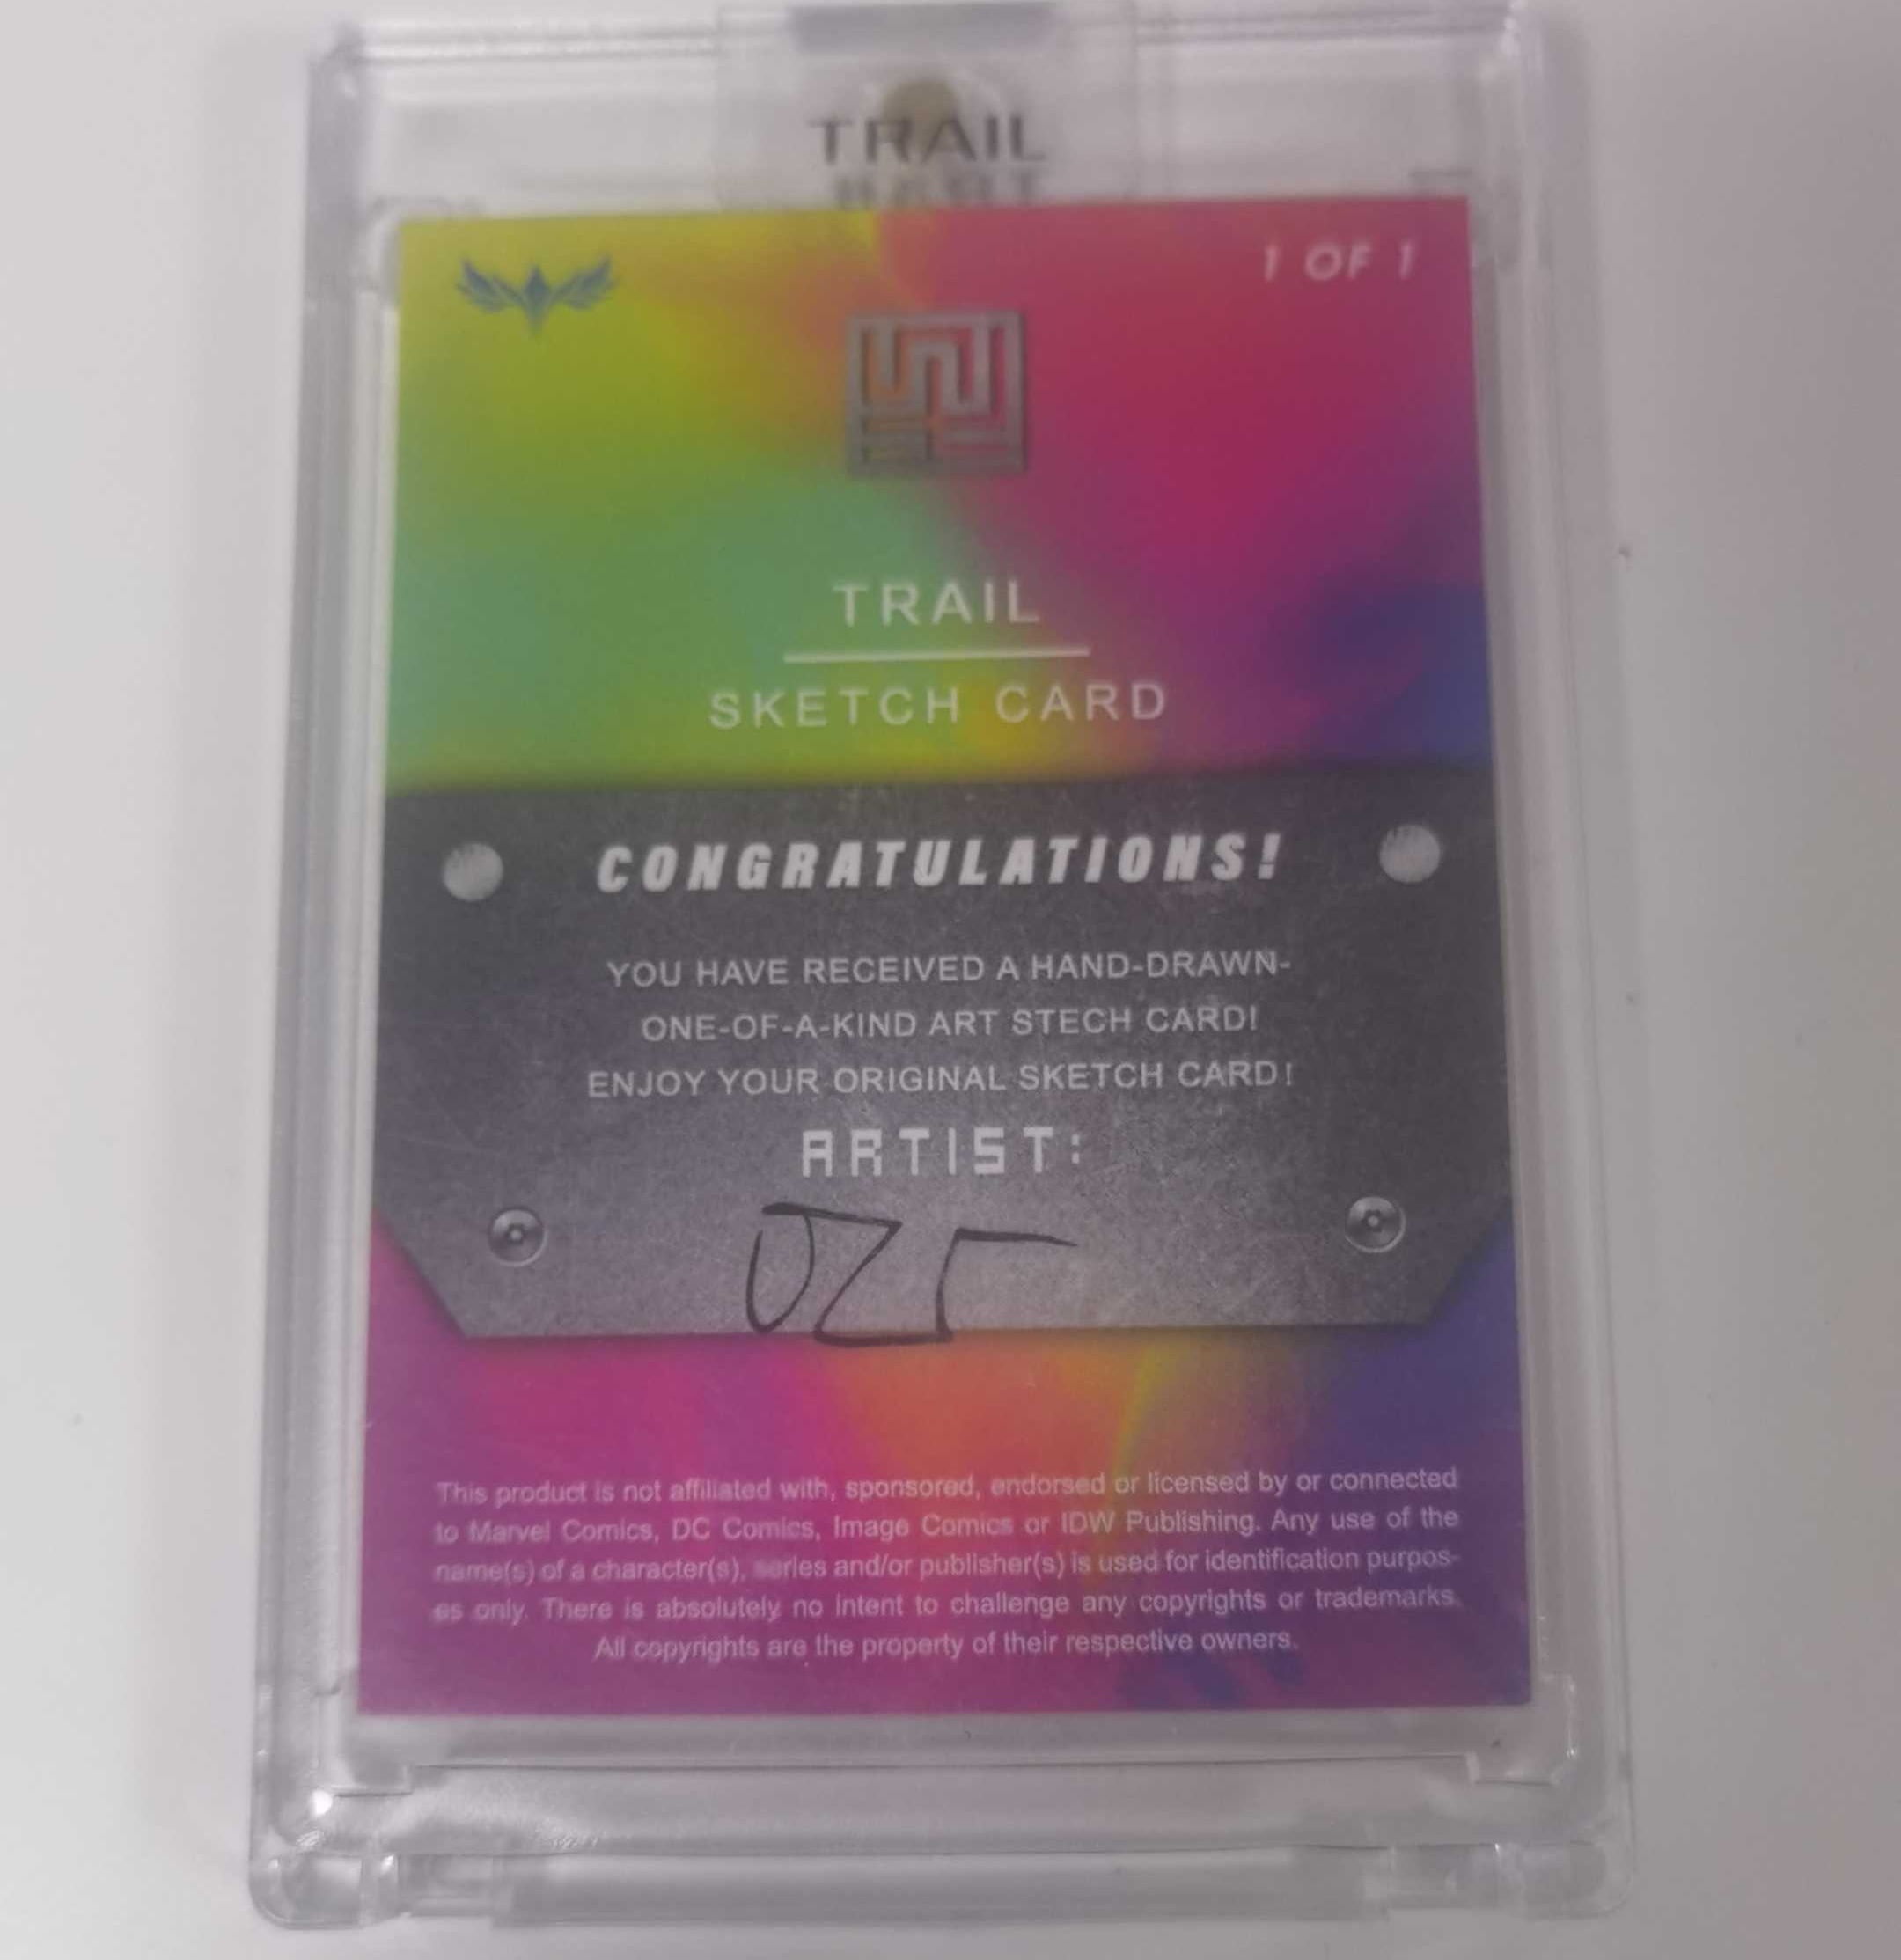 TRAIL
1 OF 1
TRAIL
SKETCH CARD
CONGRATULATIONS!
YOU HAVE RECEIVED A HAND-DRAWN-
ONE-OF-A-KIND ART STECH CARD!
ENJOY YOUR ORIGINAL SKETCH CARD!
ARTIST:
This product is not affiliated with, sponsored, endorsed or licensed by or connected
to Marvel Comics, DC Comics, Image Comics or IDW Publishing. Any use of the
name(s) of a character(s), series and/or publisher(s) is used for identification purpos-
es only. There is absolutely no intent to challenge any copyrights or trademarks.
All copyrights are the property of their respective owners.